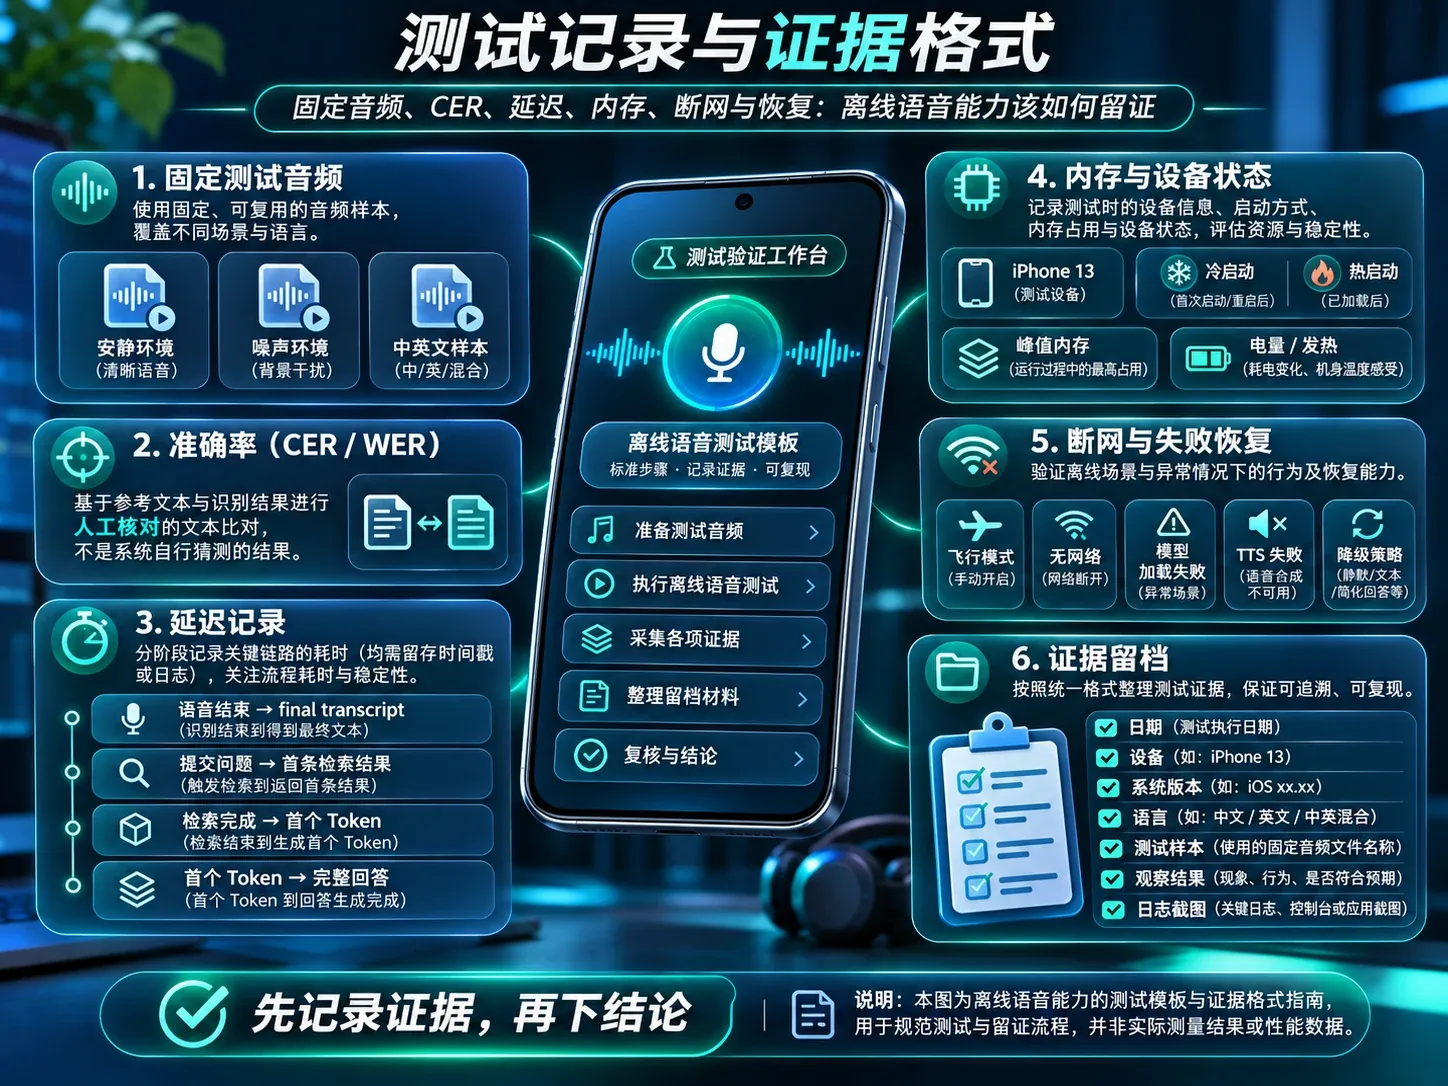 测试记录与证据格式
固定音频、CER、延迟、内存、断网与恢复：离线语音能力该如何留证
1. 固定测试音频
使用固定、可复用的音频样本，
覆盖不同场景与语言。
安静环境
（清晰语音）
噪声环境
（背景干扰）
中英文样本
（中/英/混合）
2. 准确率（CER / WER）
基于参考文本与识别结果进行
人工核对的文本比对，
不是系统自行猜测的结果。
3. 延迟记录
分阶段记录关键链路的耗时（均需留存时间戳
或日志），关注流程耗时与稳定性。
语音结束 → final transcript
（识别结束到得到最终文本）
提交问题 → 首条检索结果
（触发检索到返回首条结果）
检索完成 → 首个 Token
（检索结束到生成首个 Token）
首个 Token → 完整回答
（首个 Token 到回答生成完成）
测试验证工作台
离线语音测试模板
标准步骤 · 记录证据 · 可复现
准备测试音频
执行离线语音测试
采集各项证据
整理留档材料
复核与结论
4. 内存与设备状态
记录测试时的设备信息、启动方式、
内存占用与设备状态，评估资源与稳定性。
iPhone 13
（测试设备）
冷启动
（首次启动/重启后）
热启动
（已加载后）
峰值内存
（运行过程中的最高占用）
电量 / 发热
（耗电变化、机身温度感受）
5. 断网与失败恢复
验证离线场景与异常情况下的行为及恢复能力。
飞行模式
（手动开启）
无网络
（网络断开）
模型
加载失败
（异常场景）
TTS 失败
（语音合成
不可用）
降级策略
（静默/文本
/简化回答等）
6. 证据留档
按照统一格式整理测试证据，保证可追溯、可复现。
日期（测试执行日期）
设备（如：iPhone 13）
系统版本（如：iOS xx.xx）
语言（如：中文 / 英文 / 中英混合）
测试样本（使用的固定音频文件名称）
观察结果（现象、行为、是否符合预期）
日志截图（关键日志、控制台或应用截图）
先记录证据，再下结论
说明：本图为离线语音能力的测试模板与证据格式指南，
用于规范测试与留证流程，并非实际测量结果或性能数据。